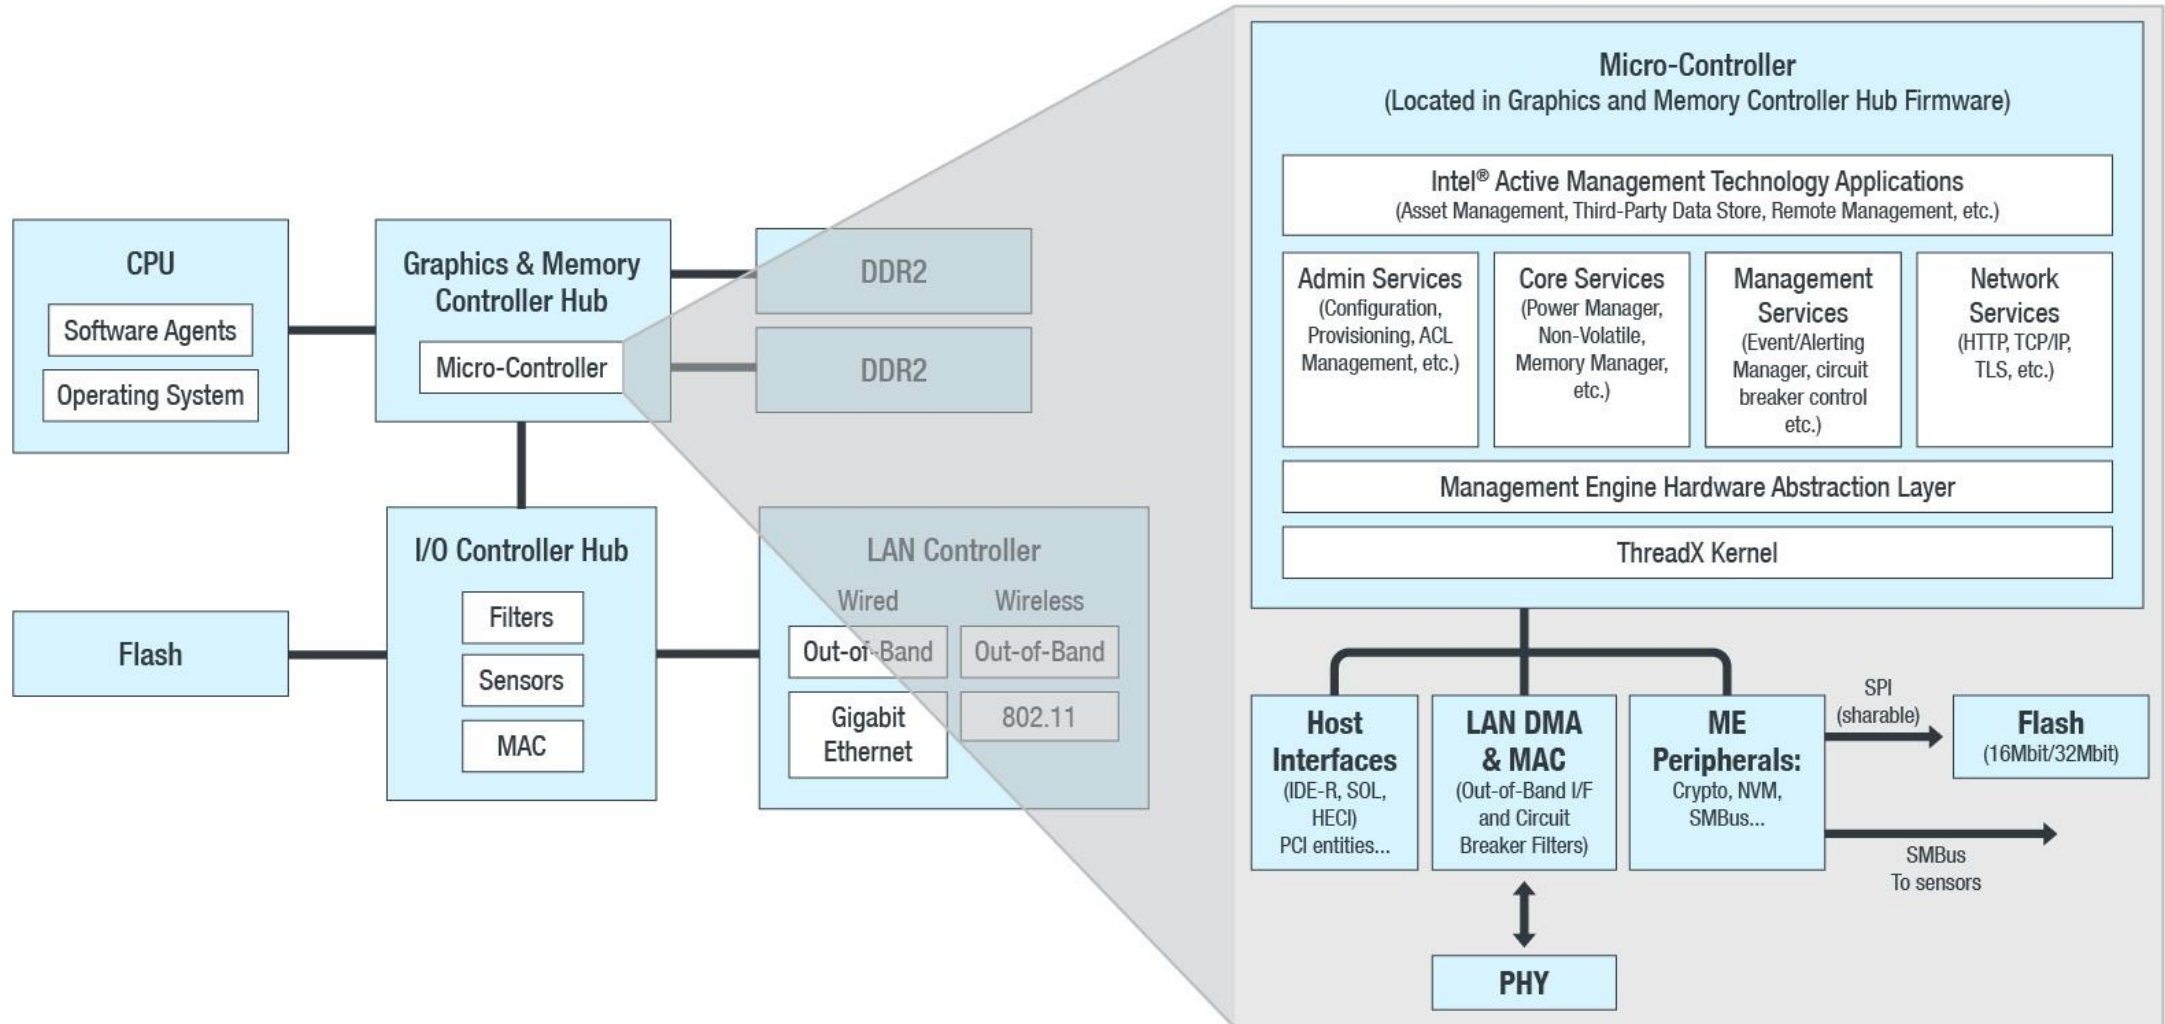 CPU
Software Agents
Operating System
Graphics & Memory
Controller Hub
Micro-Controller
DDR2
DDR2
I/O Controller Hub
Filters
Sensors
MAC
Flash
LAN Controller
Wired
Wireless
Out-of-Band
Out-of-Band
Gigabit
Ethernet
802.11
Micro-Controller
(Located in Graphics and Memory Controller Hub Firmware)
Intel® Active Management Technology Applications
(Asset Management, Third-Party Data Store, Remote Management, etc.)
Admin Services
(Configuration,
Provisioning, ACL
Management, etc.)
Core Services
(Power Manager,
Non-Volatile,
Memory Manager,
etc.)
Management
Services
(Event/Alerting
Manager, circuit
breaker control
etc.)
Network
Services
(HTTP, TCP/IP,
TLS, etc.)
Management Engine Hardware Abstraction Layer
ThreadX Kernel
Host
Interfaces
(IDE-R, SOL,
HECI)
PCI entities...
LAN DMA
& MAC
(Out-of-Band I/F
and Circuit
Breaker Filters)
ME
Peripherals:
Crypto, NVM,
SMBus...
SPI
(sharable)
Flash
(16Mbit/32Mbit)
SMBus
To sensors
PHY